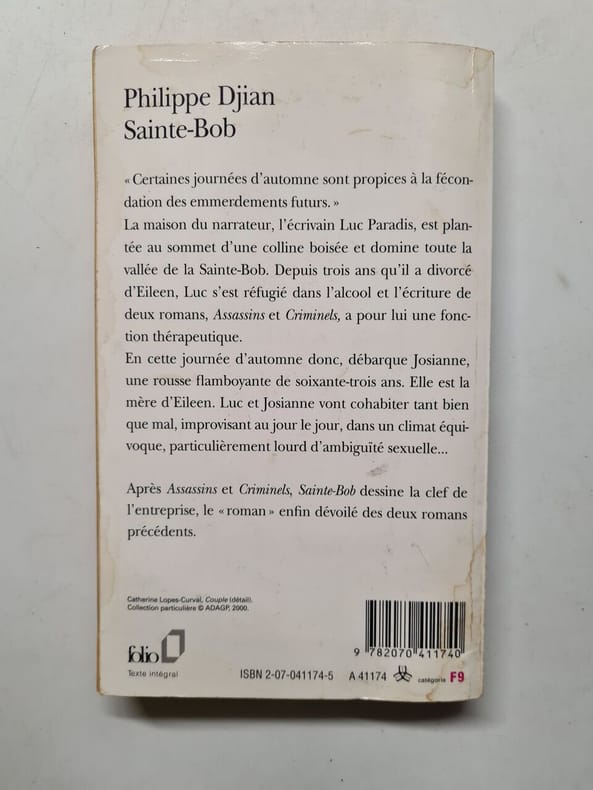 Philippe Djian
Sainte-Bob
« Certaines journées d'automne sont propices à la fécon-
dation des emmerdements futurs. »
La maison du narrateur, l'écrivain Luc Paradis, est plan-
tée au sommet d'une colline boisée et domine toute la
vallée de la Sainte-Bob. Depuis trois ans qu'il a divorcé
d'Eileen, Luc s'est réfugié dans l'alcool et l'écriture de
deux romans, Assassins et Criminels, a pour lui une fonc-
tion thérapeutique.
En cette journée d'automne donc, débarque Josianne,
une rousse flamboyante de soixante-trois ans. Elle est la
mère d'Eileen. Luc et Josianne vont cohabiter tant bien
que mal, improvisant au jour le jour, dans un climat équi-
voque, particulièrement lourd d'ambiguïté sexuelle...
Après Assassins et Criminels, Sainte-Bob dessine la clef de
l'entreprise, le « roman » enfin dévoilé des deux romans
précédents.
Catherine Lopes-Curval, Couple (détail).
Collection particulière © ADAGP, 2000.
9 782070 411740
folio
Texte intégral
ISBN 2-07-041174-5 A 41174 catégorie F9